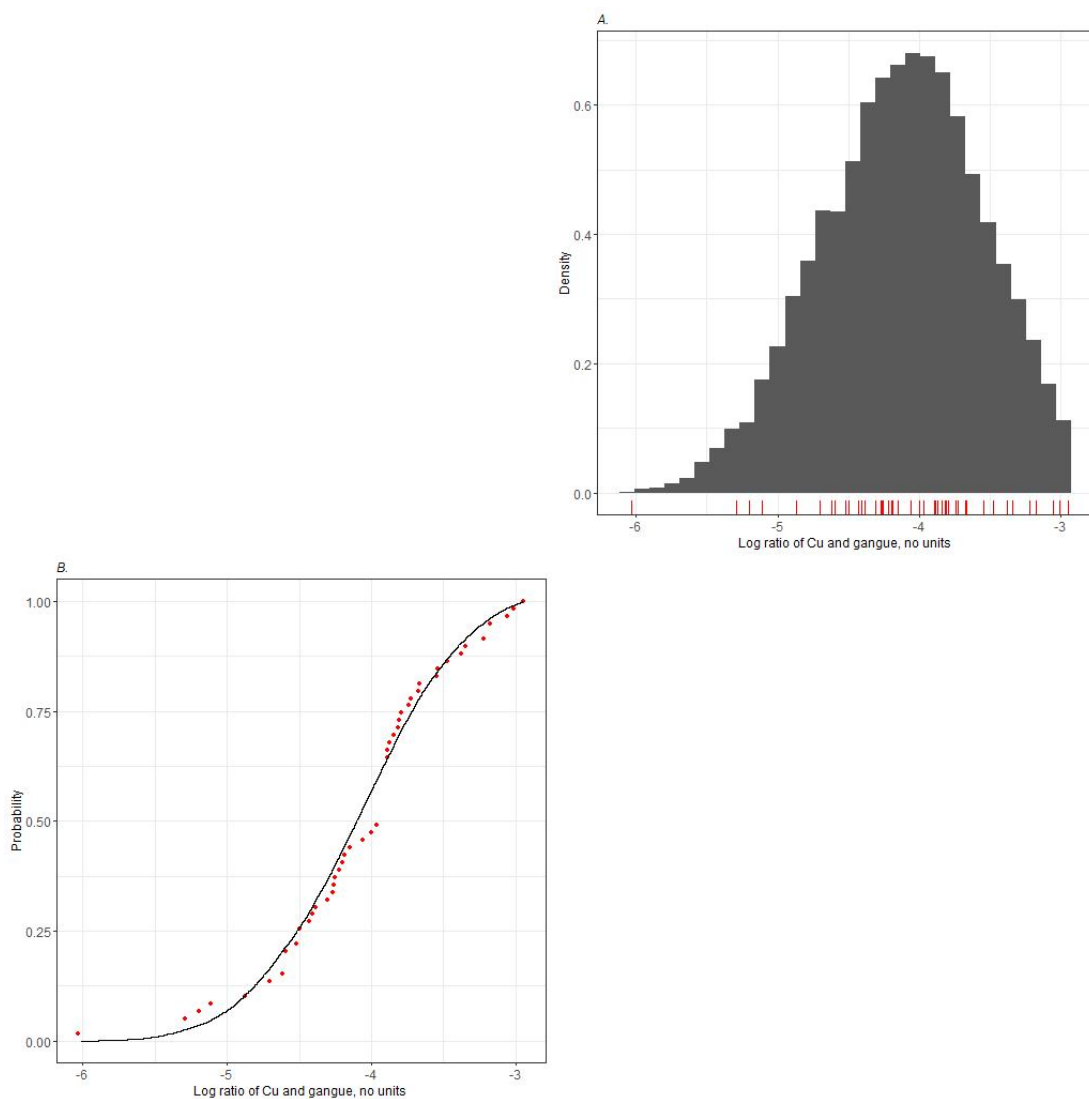 A.
0.6
0.4
0.2
0.0
Density
-6 -5 -4 -3
Log ratio of Cu and gangue, no units
B.
1.00
0.75
0.50
0.25
0.00
Probability
-6 -5 -4 -3
Log ratio of Cu and gangue, no units